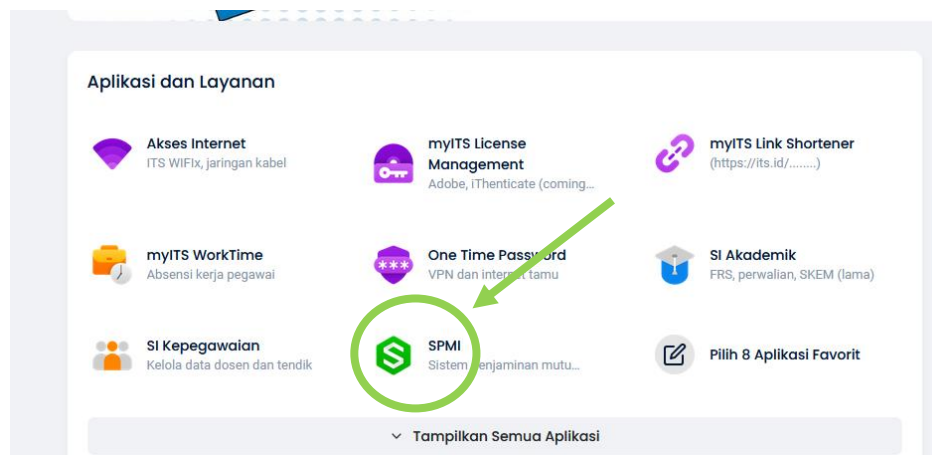 Aplikasi dan Layanan
Akses Internet
ITS WIFIx, jaringan kabel
myITS License
Management
Adobe, iThenticate (coming...
myITS Link Shortener
(https://its.id/........)
myITS WorkTime
Absensi kerja pegawai
One Time Password
VPN dan internet tamu
SI Akademik
FRS, perwalian, SKEM (lama)
SI Kepegawaian
Kelola data dosen dan tendik
SPMI
Sistem Penjaminan mutu...
Pilih 8 Aplikasi Favorit
Tampilkan Semua Aplikasi